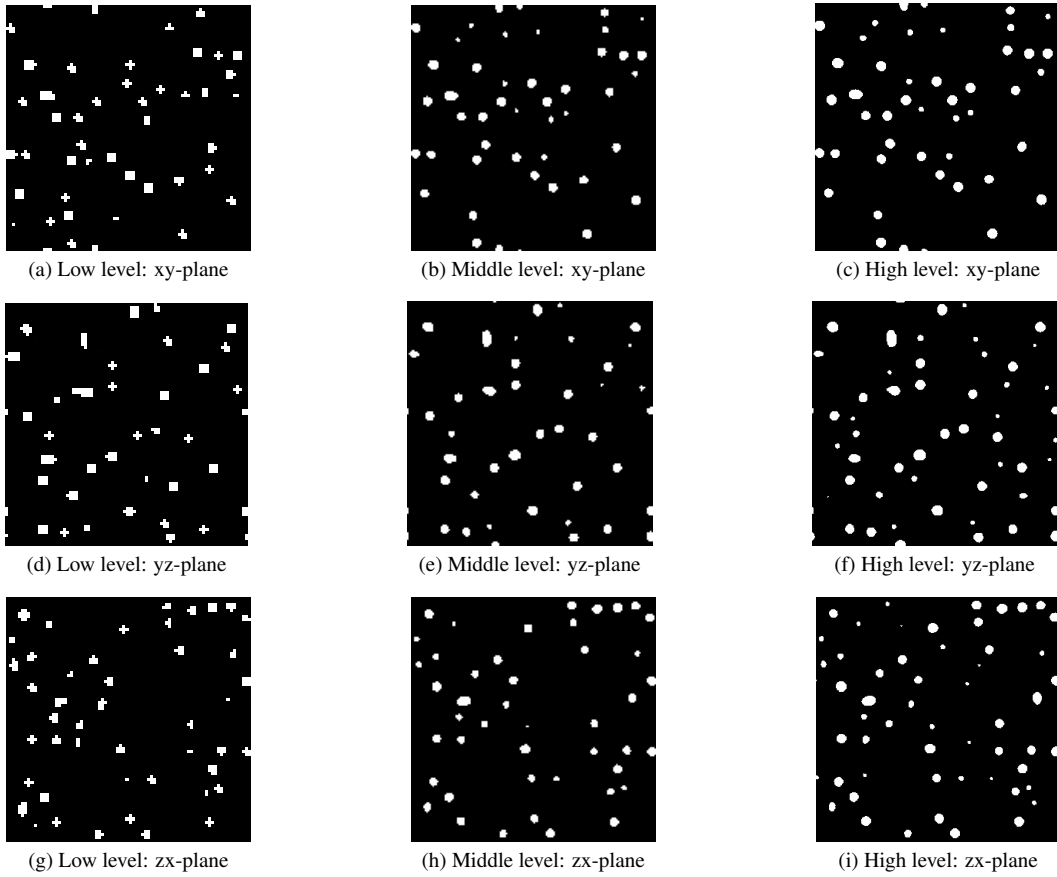 (a) Low level: xy-plane
(b) Middle level: xy-plane
(c) High level: xy-plane
(d) Low level: yz-plane
(e) Middle level: yz-plane
(f) High level: yz-plane
(g) Low level: zx-plane
(h) Middle level: zx-plane
(i) High level: zx-plane